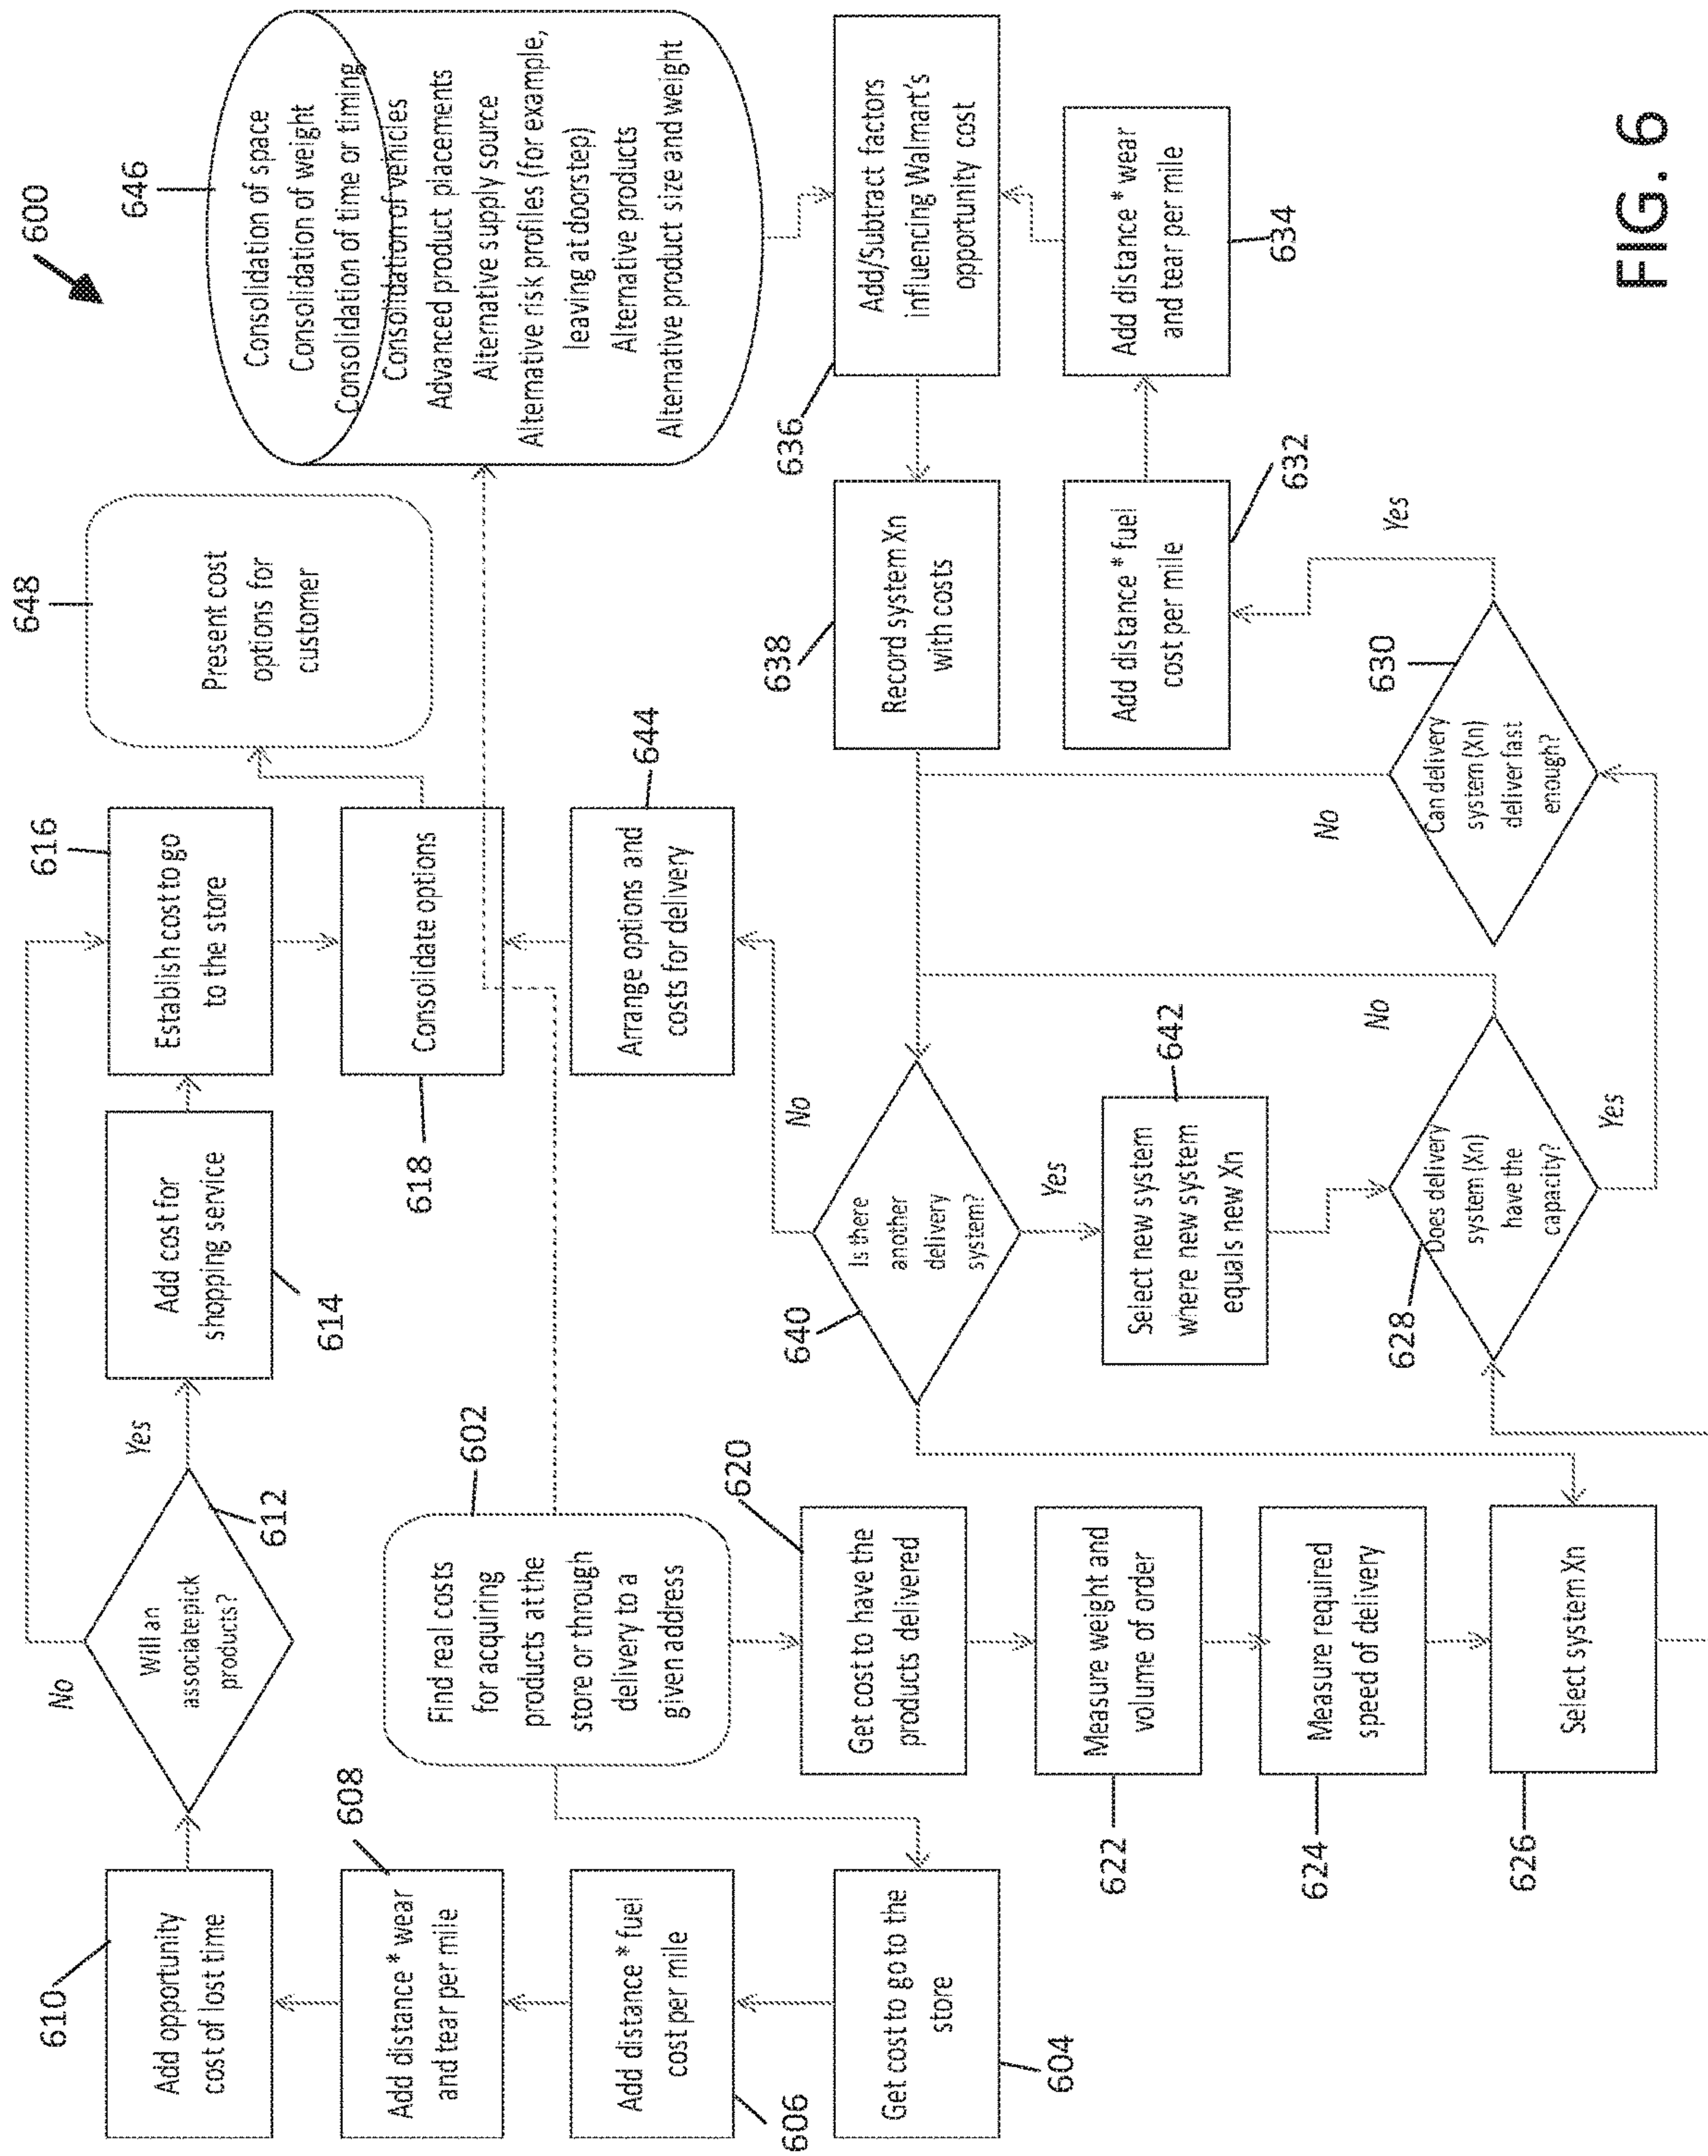 600
610
Add opportunity
cost of lost time
608
Add distance * wear
and tear per mile
606
Add distance * fuel
cost per mile
604
Get cost to go to the
store
No
Will an
associate pick
products?
612
Yes
614
Add cost for
shopping service
616
Establish cost to go
to the store
618
Consolidate options
644
Arrange options and
costs for delivery
648
Present cost
options for
customer
646
Consolidation of space
Consolidation of weight
Consolidation of time or timing
Consolidation of vehicles
Advanced product placements
Alternative supply source
Alternative risk profiles (for example,
leaving at doorstep)
Alternative products
Alternative product size and weight
602
Find real costs
for acquiring
products at the
store or through
delivery to a
given address
620
Get cost to have the
products delivered
622
Measure weight and
volume of order
624
Measure required
speed of delivery
626
Select system Xn
640
Is there
another
delivery
system?
No
Yes
642
Select new system
where new system
equals new Xn
628
Does delivery
system (Xn)
have the
capacity?
No
Yes
630
Can delivery
system (Xn)
deliver fast
enough?
No
Yes
632
Add distance * fuel
cost per mile
634
Add distance * wear
and tear per mile
636
Add/Subtract factors
influencing Walmart's
opportunity cost
638
Record system Xn
with costs
FIG. 6